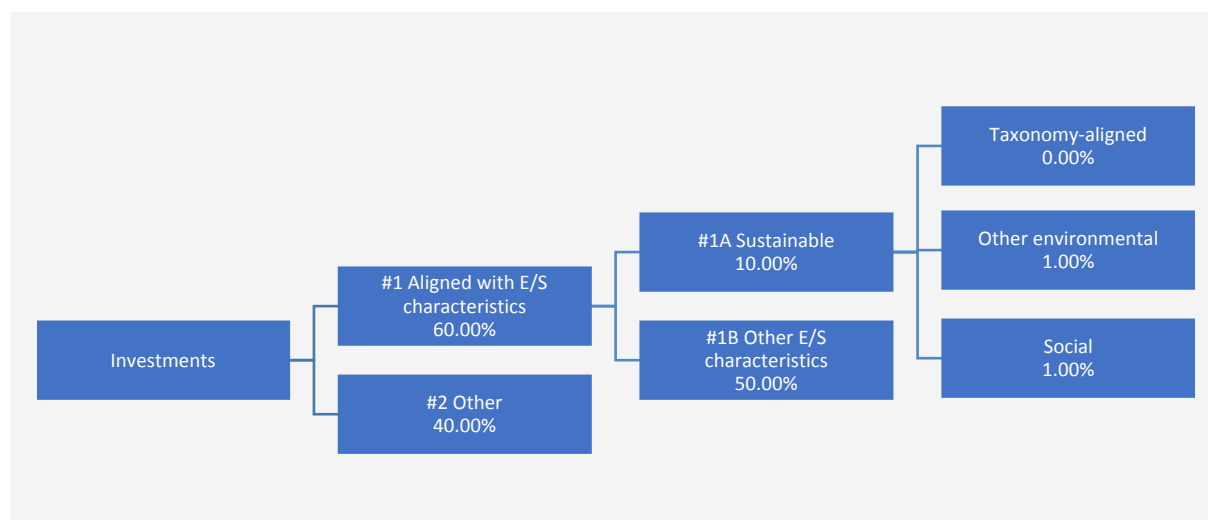 Investments
#1 Aligned with E/S
characteristics
60.00%
#2 Other
40.00%
#1A Sustainable
10.00%
#1B Other E/S
characteristics
50.00%
Taxonomy-aligned
0.00%
Other environmental
1.00%
Social
1.00%